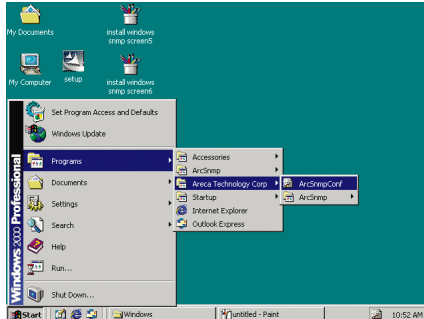 My Documents
install windows
snmp screen5
My Computer
setup
install windows
snmp screen6
Windows 2000 Professional
Set Program Access and Defaults
Windows Update
Programs
Documents
Settings
Search
Help
Run...
Shut Down...
Accessories
ArcSnmp
Areca Technology Corp
Startup
Internet Explorer
Outlook Express
ArcSnmpConf
ArcSnmp
Start
Windows
untitled - Paint
10:52 AM